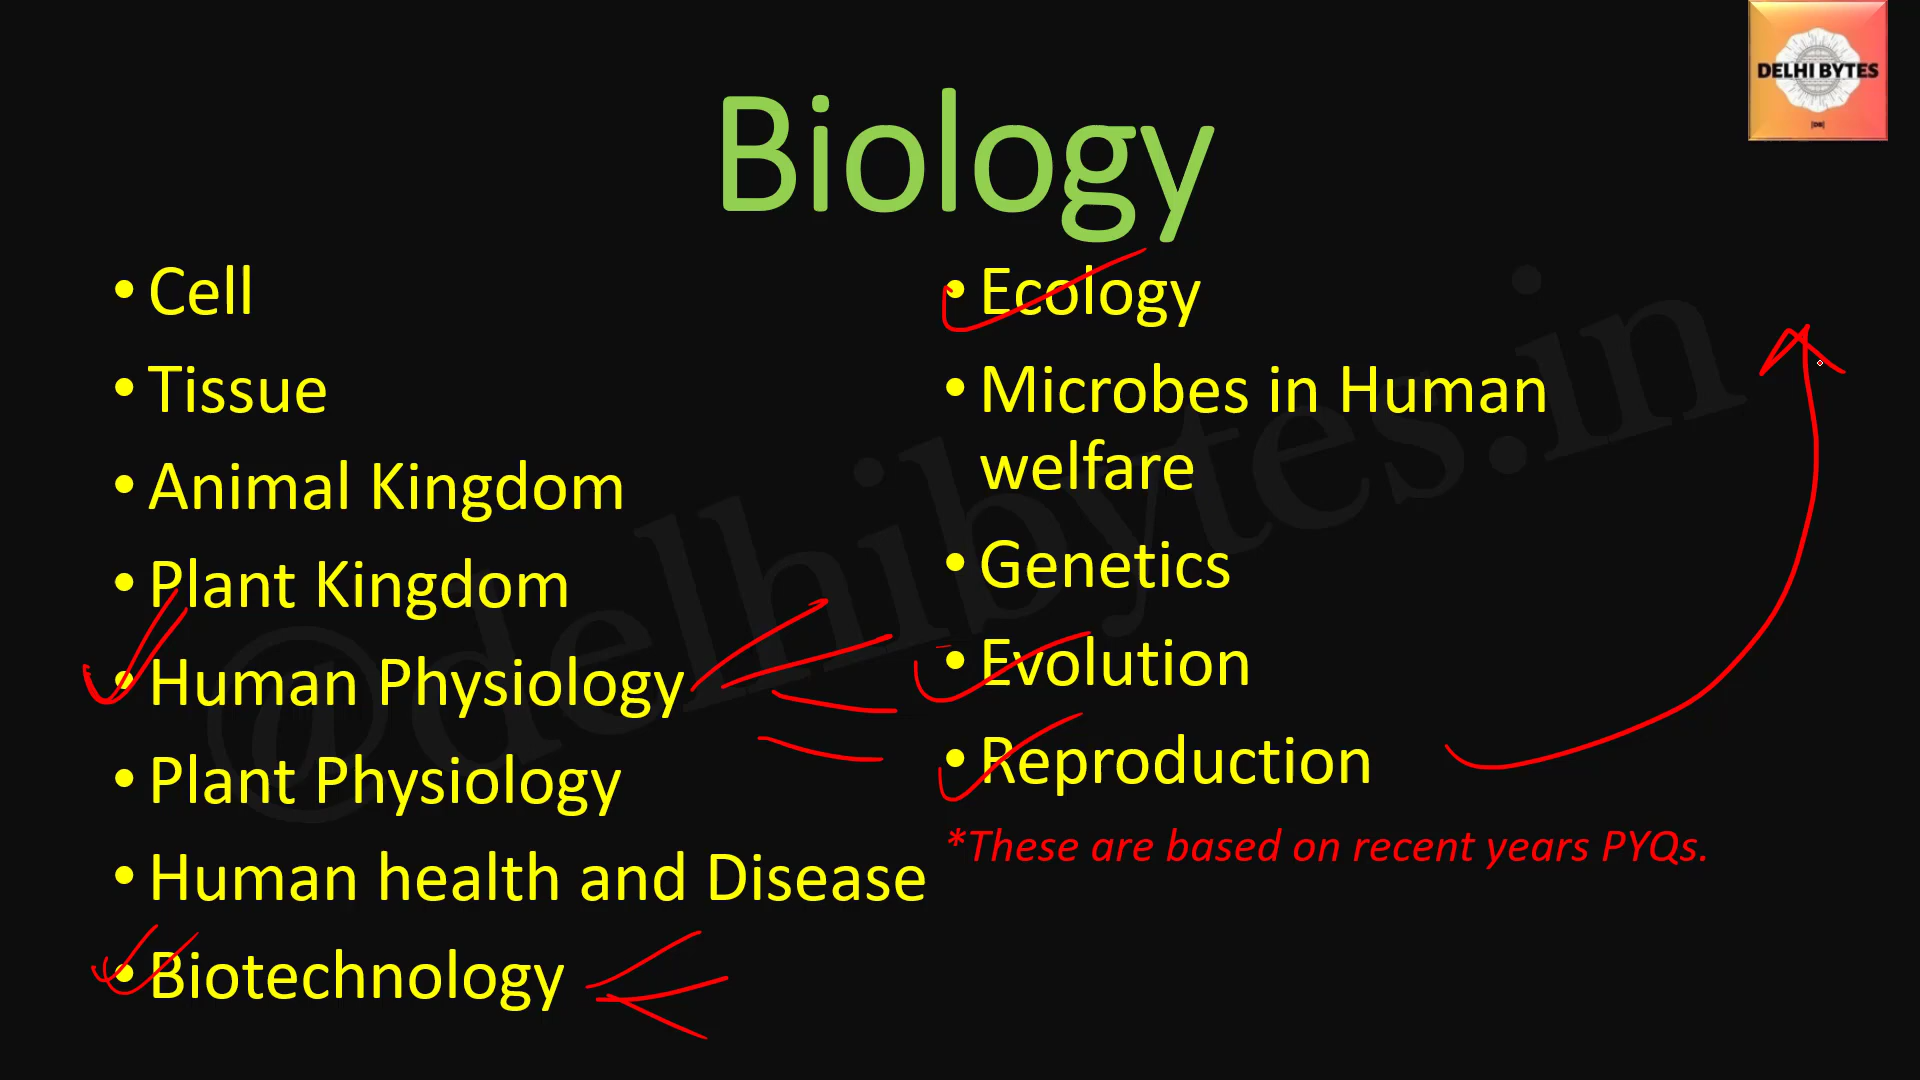 DELHI BYTES
|DB|
Biology
• Cell
• Tissue
• Animal Kingdom
• Plant Kingdom
• Human Physiology
• Plant Physiology
• Human health and Disease
• Biotechnology
• Ecology
• Microbes in Human
welfare
• Genetics
• Evolution
• Reproduction
*These are based on recent years PYQs.
@delhibytes.in